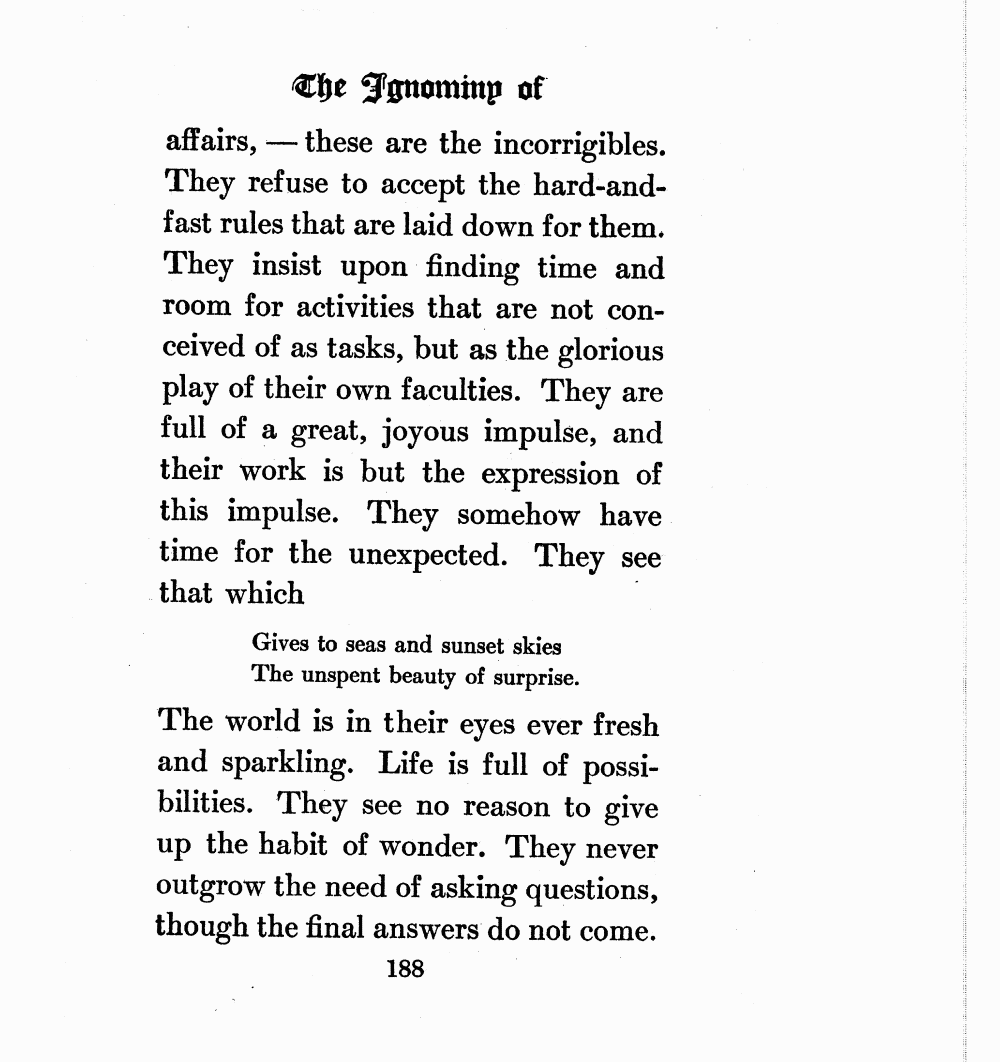 The Ignominy of
affairs, — these are the incorrigibles.
They refuse to accept the hard-and-
fast rules that are laid down for them.
They insist upon finding time and
room for activities that are not con-
ceived of as tasks, but as the glorious
play of their own faculties. They are
full of a great, joyous impulse, and
their work is but the expression of
this impulse. They somehow have
time for the unexpected. They see
that which
Gives to seas and sunset skies
The unspent beauty of surprise.
The world is in their eyes ever fresh
and sparkling. Life is full of possi-
bilities. They see no reason to give
up the habit of wonder. They never
outgrow the need of asking questions,
though the final answers do not come.
188